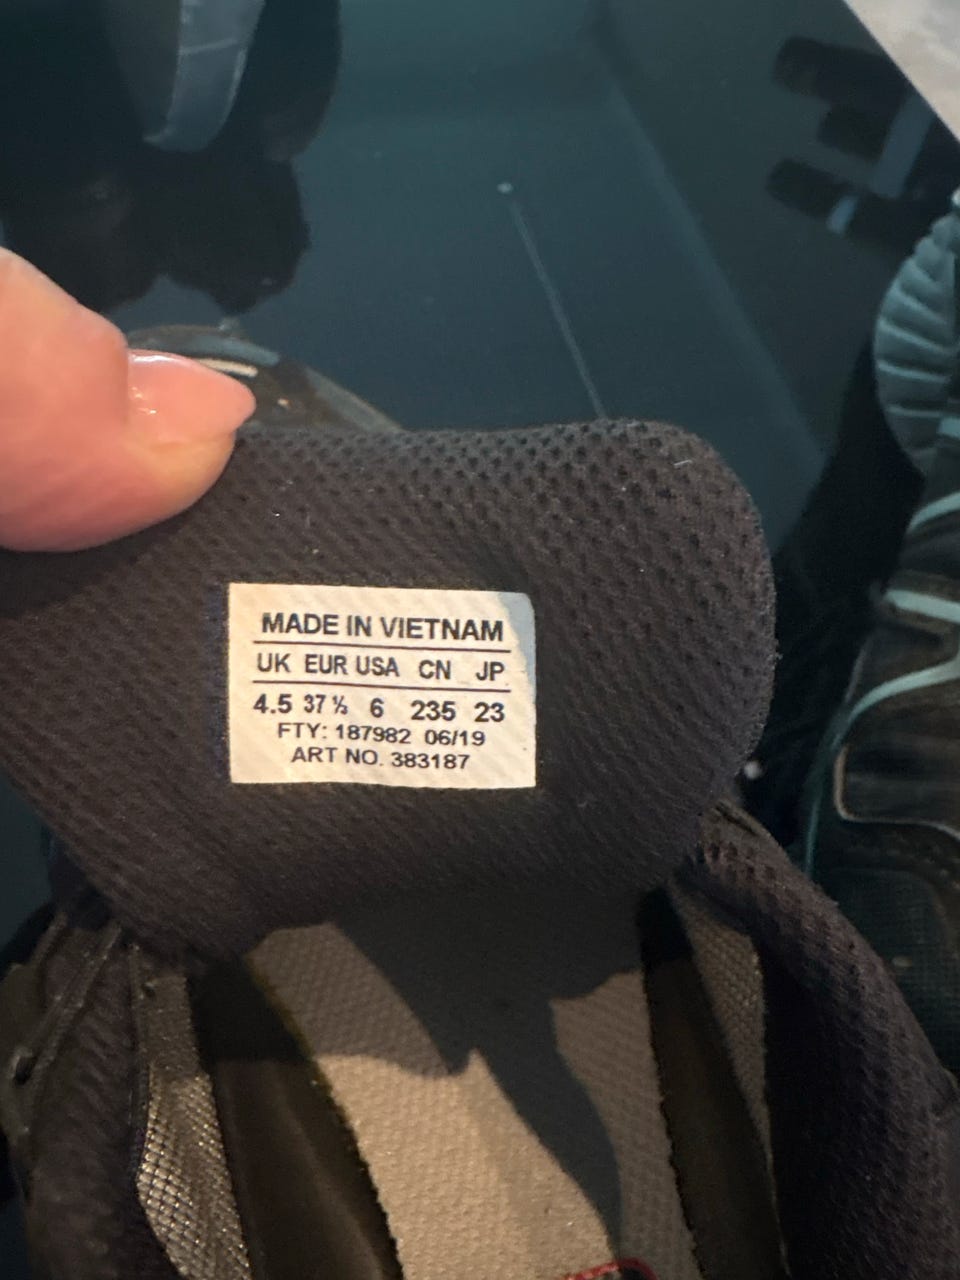 MADE IN VIETNAM
UK EUR USA CN JP
4.5 37 ⅓ 6 235 23
FTY: 187982 06/19
ART NO. 383187